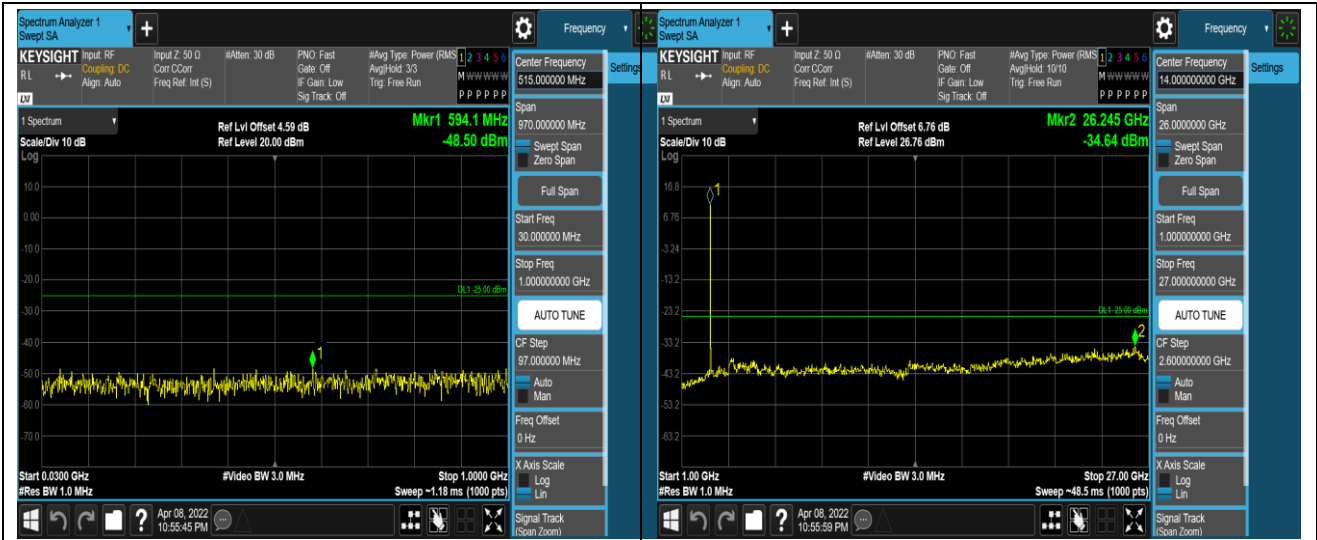 Spectrum Analyzer 1
Swept SA
+
Frequency
KEYSIGHT
RL
LXI
Input: RF
Coupling: DC
Align: Auto
Input Z: 50 Ω
Corr CCorr
Freq Ref: Int (S)
#Atten: 30 dB
PNO: Fast
Gate: Off
IF Gain: Low
Sig Track: Off
#Avg Type: Power (RMS
Avg|Hold: 3/3
Trig: Free Run
1 2 3 4 5 6
M W W W W W
P P P P P P
1 Spectrum
Scale/Div 10 dB
Log
Ref Lvl Offset 4.59 dB
Ref Level 20.00 dBm
Mkr1 594.1 MHz
-48.50 dBm
10.0
0.00
-10.0
-20.0
DL1 -25.00 dBm
-30.0
-40.0
1
-50.0
-60.0
-70.0
Start 0.0300 GHz
#Res BW 1.0 MHz
#Video BW 3.0 MHz
Stop 1.0000 GHz
Sweep ~1.18 ms (1000 pts)
?
Apr 08, 2022
10:55:45 PM
Center Frequency
515.000000 MHz
Settings
Span
970.000000 MHz
Swept Span
Zero Span
Full Span
Start Freq
30.000000 MHz
Stop Freq
1.000000000 GHz
AUTO TUNE
CF Step
97.000000 MHz
Auto
Man
Freq Offset
0 Hz
X Axis Scale
Log
Lin
Signal Track
(Span Zoom)
Spectrum Analyzer 1
Swept SA
+
Frequency
KEYSIGHT
RL
LXI
Input: RF
Coupling: DC
Align: Auto
Input Z: 50 Ω
Corr CCorr
Freq Ref: Int (S)
#Atten: 30 dB
PNO: Fast
Gate: Off
IF Gain: Low
Sig Track: Off
#Avg Type: Power (RMS
Avg|Hold: 10/10
Trig: Free Run
1 2 3 4 5 6
M W W W W W
P P P P P P
1 Spectrum
Scale/Div 10 dB
Log
Ref Lvl Offset 6.76 dB
Ref Level 26.76 dBm
Mkr2 26.245 GHz
-34.64 dBm
16.8
1
6.76
-3.24
-13.2
-23.2
DL1 -25.00 dBm
-33.2
2
-43.2
-53.2
-63.2
Start 1.00 GHz
#Res BW 1.0 MHz
#Video BW 3.0 MHz
Stop 27.00 GHz
Sweep ~48.5 ms (1000 pts)
?
Apr 08, 2022
10:55:59 PM
Center Frequency
14.000000000 GHz
Settings
Span
26.0000000 GHz
Swept Span
Zero Span
Full Span
Start Freq
1.000000000 GHz
Stop Freq
27.000000000 GHz
AUTO TUNE
CF Step
2.600000000 GHz
Auto
Man
Freq Offset
0 Hz
X Axis Scale
Log
Lin
Signal Track
(Span Zoom)